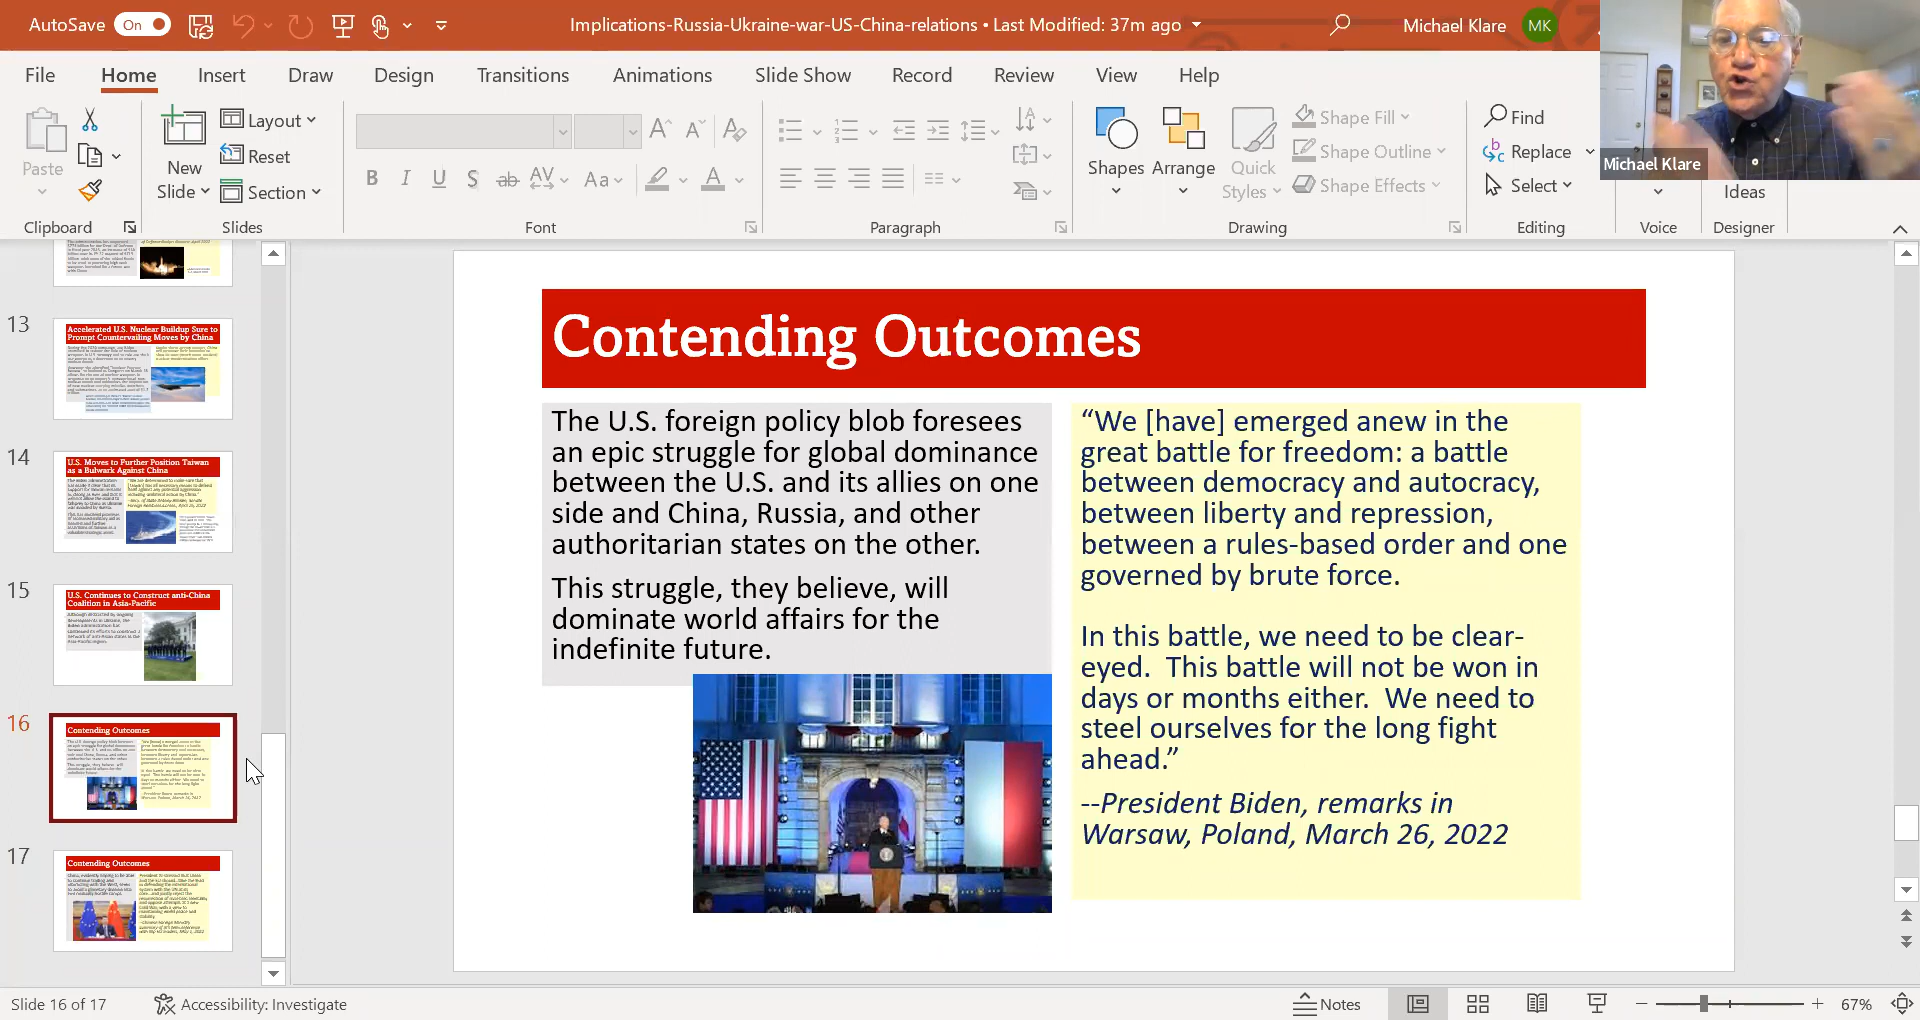 AutoSave On
Implications-Russia-Ukraine-war-US-China-relations • Last Modified: 37m ago
Michael Klare MK
File Home Insert Draw Design Transitions Animations Slide Show Record Review View Help
Paste
Clipboard
New
Slide
Layout
Reset
Section
Slides
Font
Paragraph
Shapes
Arrange
Quick
Styles
Shape Fill
Shape Outline
Shape Effects
Drawing
Find
Replace
Select
Editing
Voice
Ideas
Designer
Michael Klare
13
Accelerated U.S. Nuclear Buildup Sure to
Prompt Countervailing Moves by China
14
U.S. Moves to Further Position Taiwan
as a Bulwark Against China
15
U.S. Continues to Construct anti-China
Coalition in Asia-Pacific
16
Contending Outcomes
17
Contending Outcomes
Contending Outcomes
The U.S. foreign policy blob foresees
an epic struggle for global dominance
between the U.S. and its allies on one
side and China, Russia, and other
authoritarian states on the other.
This struggle, they believe, will
dominate world affairs for the
indefinite future.
“We [have] emerged anew in the
great battle for freedom: a battle
between democracy and autocracy,
between liberty and repression,
between a rules-based order and one
governed by brute force.
In this battle, we need to be clear-
eyed.  This battle will not be won in
days or months either.  We need to
steel ourselves for the long fight
ahead.”
--President Biden, remarks in
Warsaw, Poland, March 26, 2022
Slide 16 of 17
Accessibility: Investigate
Notes
67%